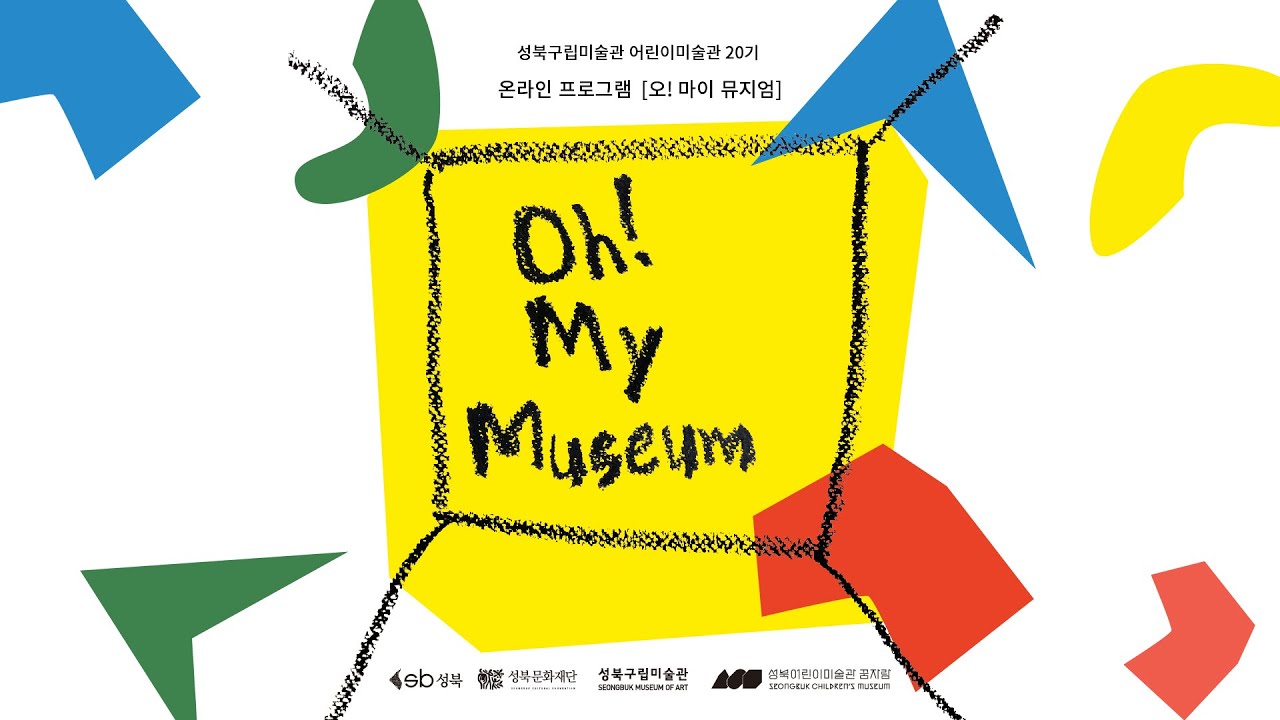 성북구립미술관 어린이미술관 20기
온라인 프로그램 [오! 마이 뮤지엄]
Oh!
My
Museum
sb 성북
성북문화재단
SEONGBUK CULTURAL FOUNDATION
성북구립미술관
SEONGBUK MUSEUM OF ART
성북어린이미술관 꿈자람
SEONGBUK CHILDREN'S MUSEUM